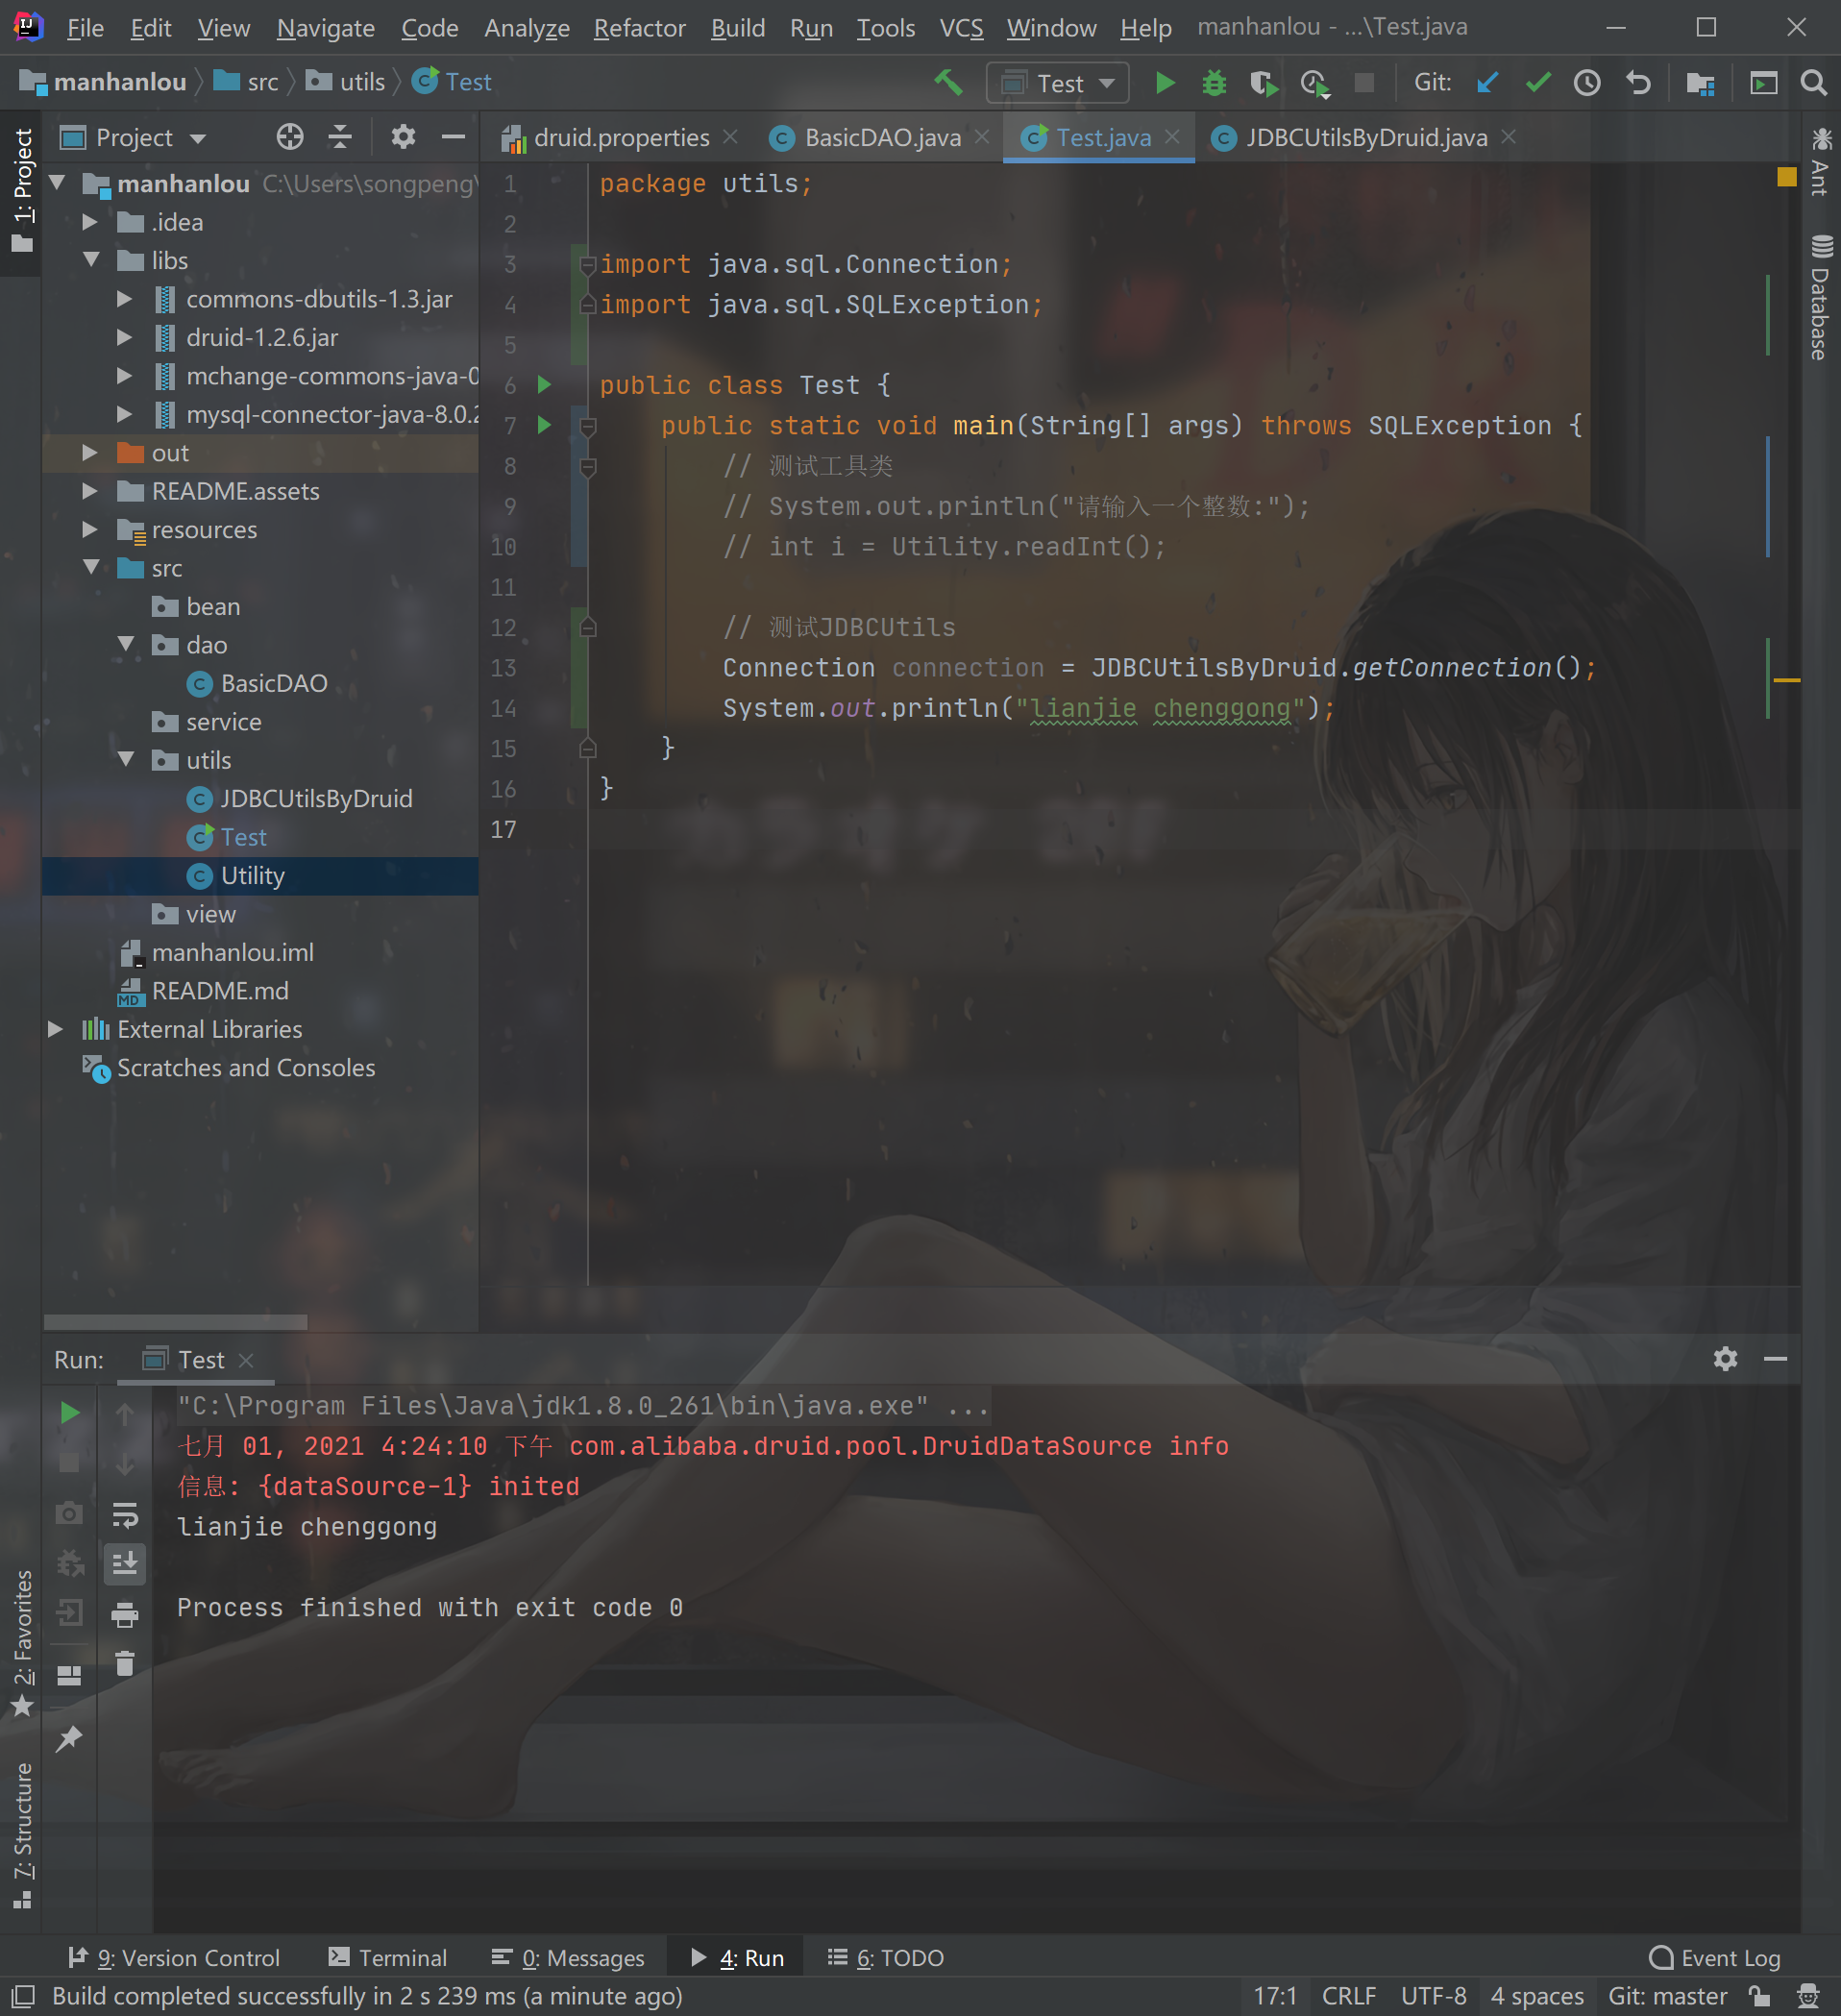 File Edit View Navigate Code Analyze Refactor Build Run Tools VCS Window Help manhanlou - ...\Test.java
manhanlou src utils Test
Test
Git:
Project
druid.properties BasicDAO.java Test.java JDBCUtilsByDruid.java
1: Project
manhanlou C:\Users\songpeng\
.idea
libs
commons-dbutils-1.3.jar
druid-1.2.6.jar
mchange-commons-java-0
mysql-connector-java-8.0.2
out
README.assets
resources
src
bean
dao
BasicDAO
service
utils
JDBCUtilsByDruid
Test
Utility
view
manhanlou.iml
README.md
External Libraries
Scratches and Consoles
1 package utils;
2
3 import java.sql.Connection;
4 import java.sql.SQLException;
5
6 public class Test {
7 public static void main(String[] args) throws SQLException {
8 // 测试工具类
9 // System.out.println("请输入一个整数:");
10 // int i = Utility.readInt();
11
12 // 测试JDBCUtils
13 Connection connection = JDBCUtilsByDruid.getConnection();
14 System.out.println("lianjie chenggong");
15 }
16 }
17
Ant
Database
Run: Test
"C:\Program Files\Java\jdk1.8.0_261\bin\java.exe" ...
七月 01, 2021 4:24:10 下午 com.alibaba.druid.pool.DruidDataSource info
信息: {dataSource-1} inited
lianjie chenggong
Process finished with exit code 0
2: Favorites
7: Structure
9: Version Control Terminal 0: Messages 4: Run 6: TODO Event Log
Build completed successfully in 2 s 239 ms (a minute ago) 17:1 CRLF UTF-8 4 spaces Git: master